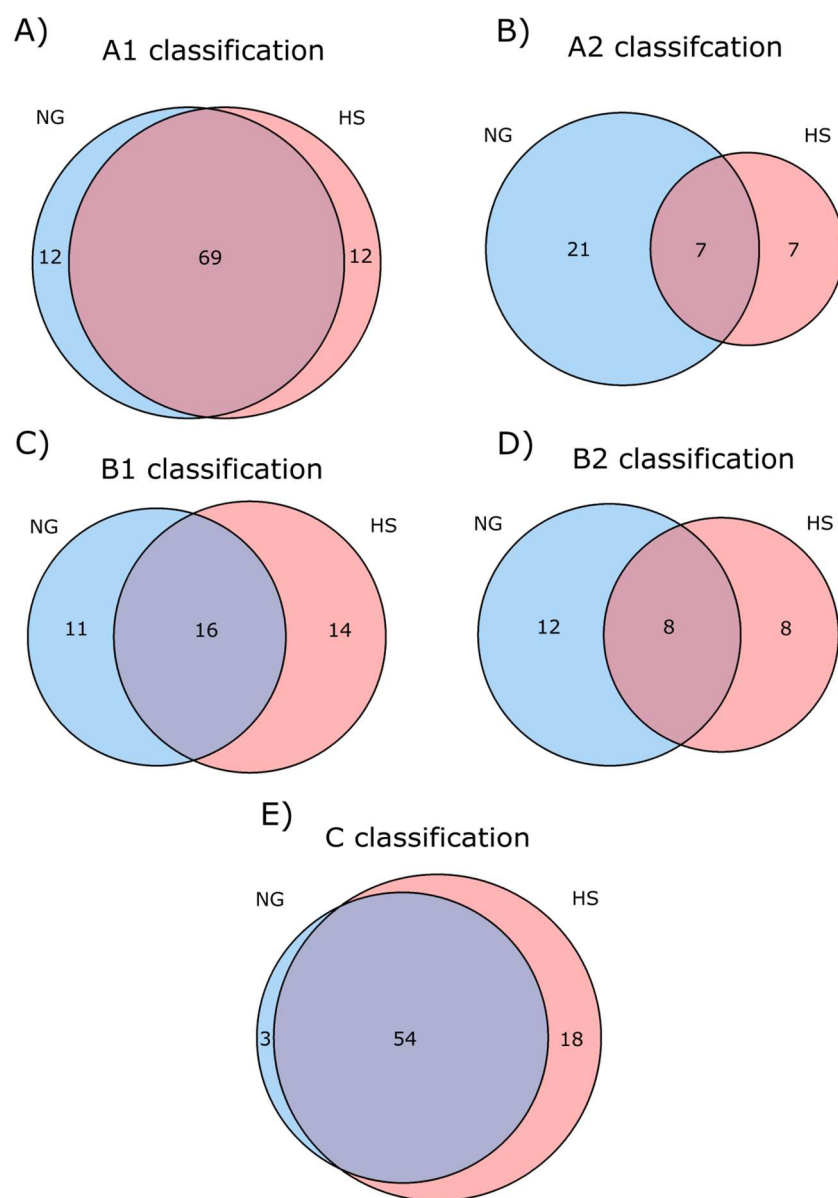 A)
A1 classification
NG
HS
12
69
12
B)
A2 classifcation
NG
HS
21
7
7
C)
B1 classification
NG
HS
11
16
14
D)
B2 classification
NG
HS
12
8
8
E)
C classification
NG
HS
3
54
18